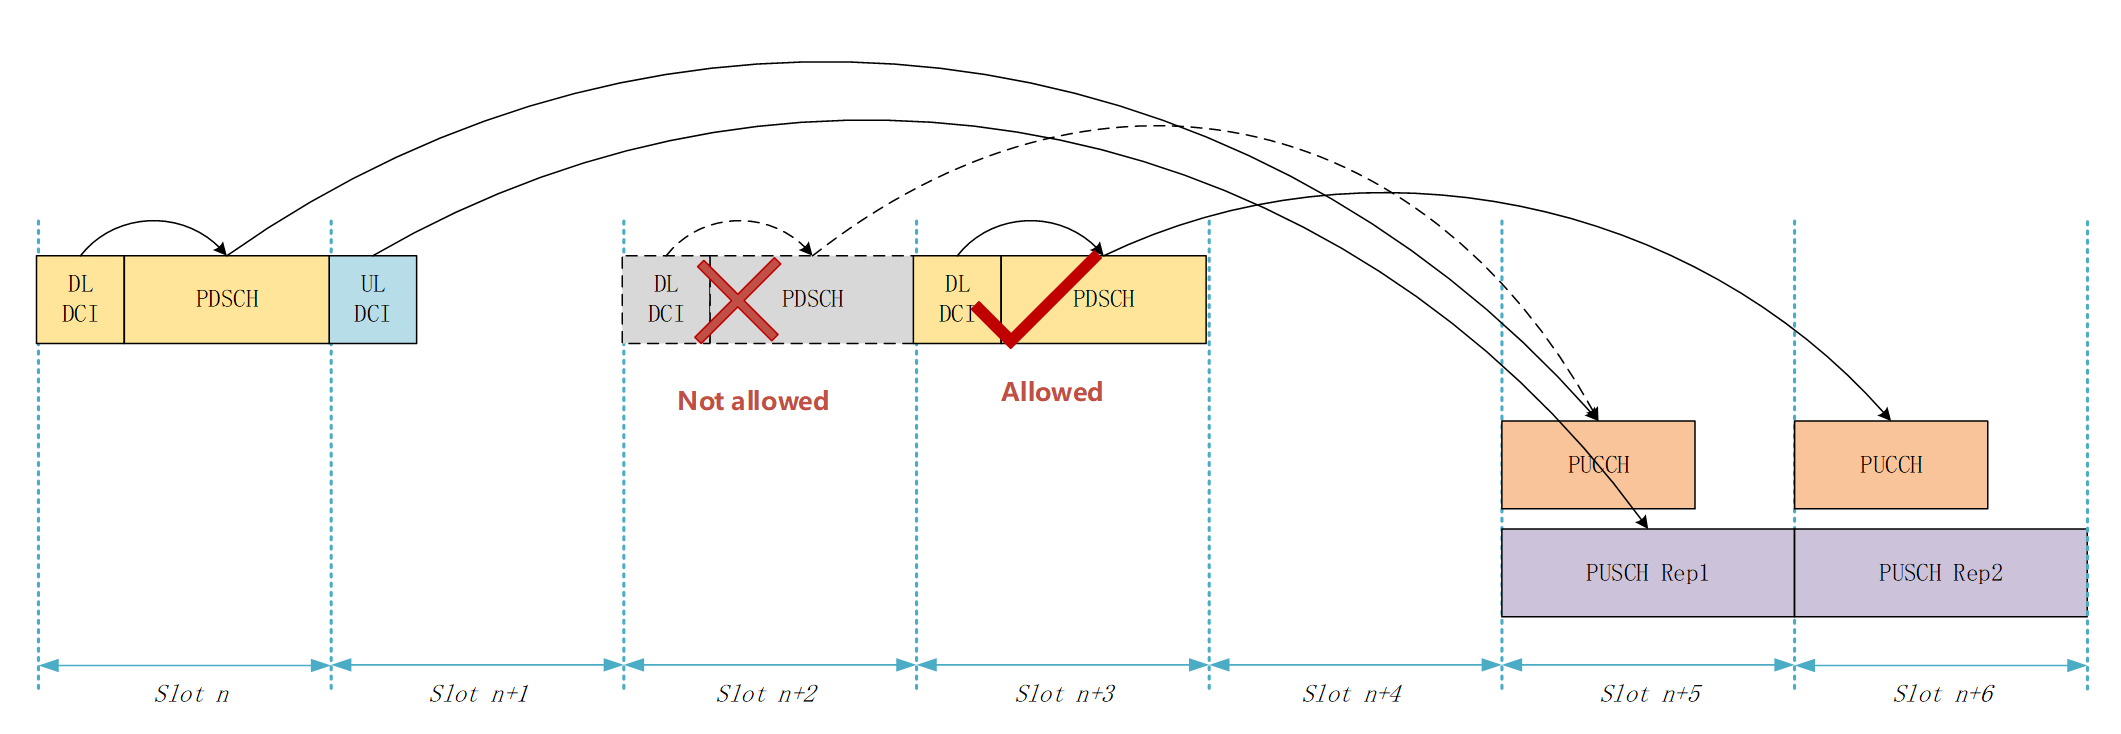 DL
DCI
PDSCH
UL
DCI
DL
DCI
PDSCH
DL
DCI
PDSCH
Not allowed
Allowed
PUCCH
PUCCH
PUSCH Rep1
PUSCH Rep2
Slot n
Slot n+1
Slot n+2
Slot n+3
Slot n+4
Slot n+5
Slot n+6